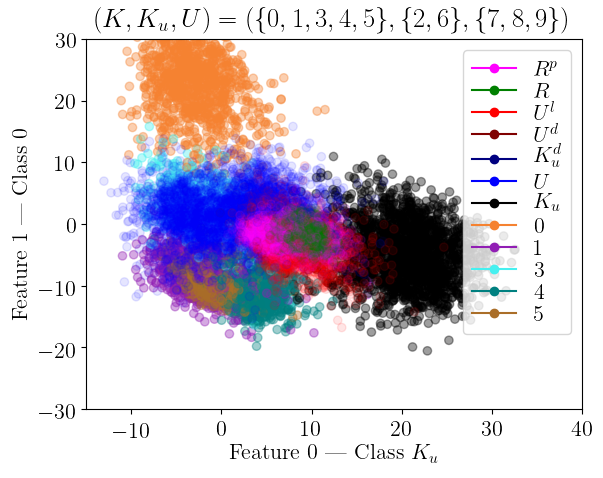 (K, K_u, U) = ({0, 1, 3, 4, 5}, {2, 6}, {7, 8, 9})
30
20
10
0
−10
−20
−30
Feature 1 — Class 0
R^p
R
U^l
U^d
K_u^d
U
K_u
0
1
3
4
5
−10
0
10
20
30
40
Feature 0 — Class K_u